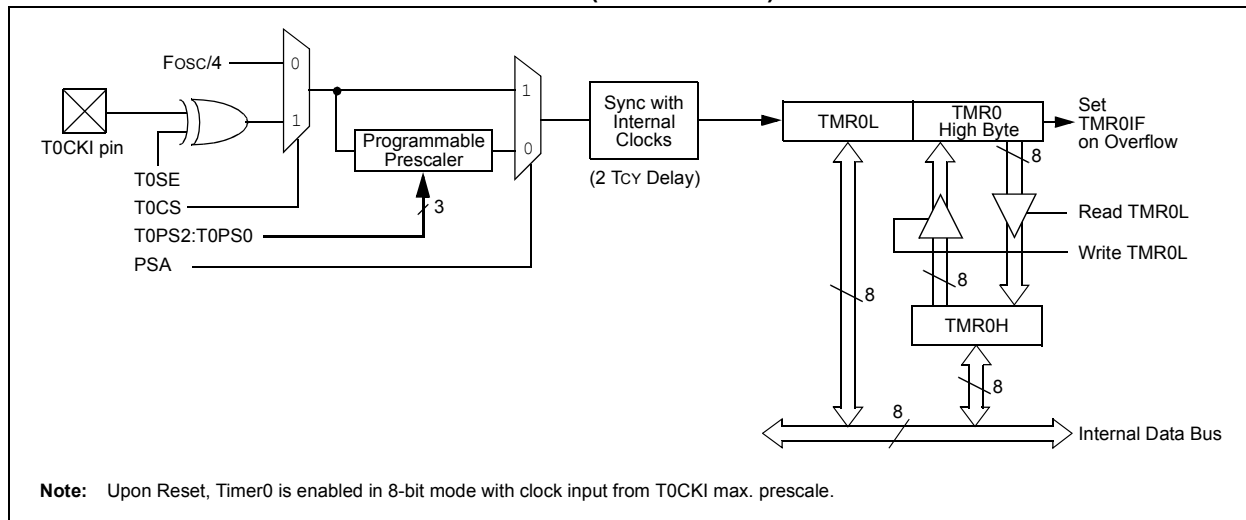 FOSC/4
0
1
T0CKI pin
T0SE
T0CS
T0PS2:T0PS0
PSA
Programmable
Prescaler
3
1
0
Sync with
Internal
Clocks
(2 TCY Delay)
TMR0L
TMR0
High Byte
Set
TMR0IF
on Overflow
8
Read TMR0L
Write TMR0L
8
8
TMR0H
8
8
Internal Data Bus
Note: Upon Reset, Timer0 is enabled in 8-bit mode with clock input from T0CKI max. prescale.